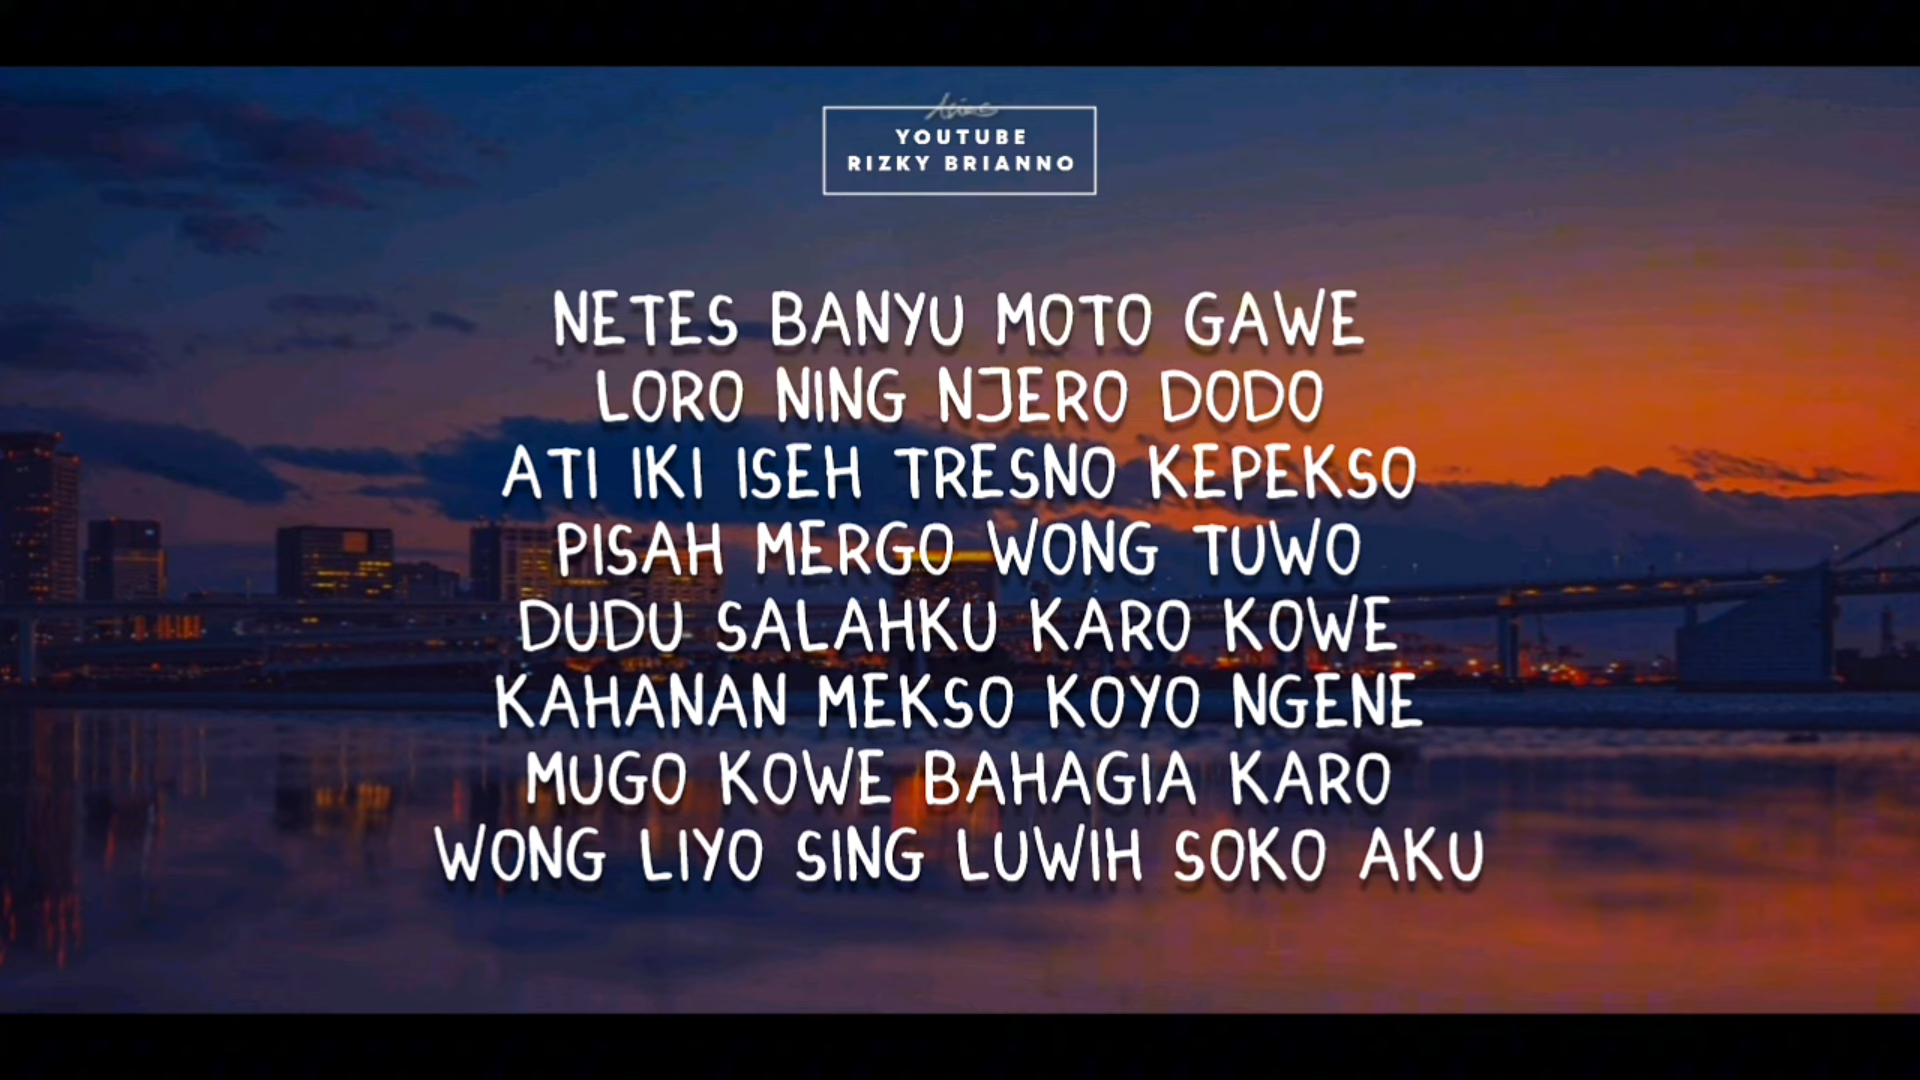 YOUTUBE
RIZKY BRIANNO
NETES BANYU MOTO GAWE
LORO NING NJERO DODO
ATI IKI ISEH TRESNO KEPEKSO
PISAH MERGO WONG TUWO
DUDU SALAHKU KARO KOWE
KAHANAN MEKSO KOYO NGENE
MUGO KOWE BAHAGIA KARO
WONG LIYO SING LUWIH SOKO AKU